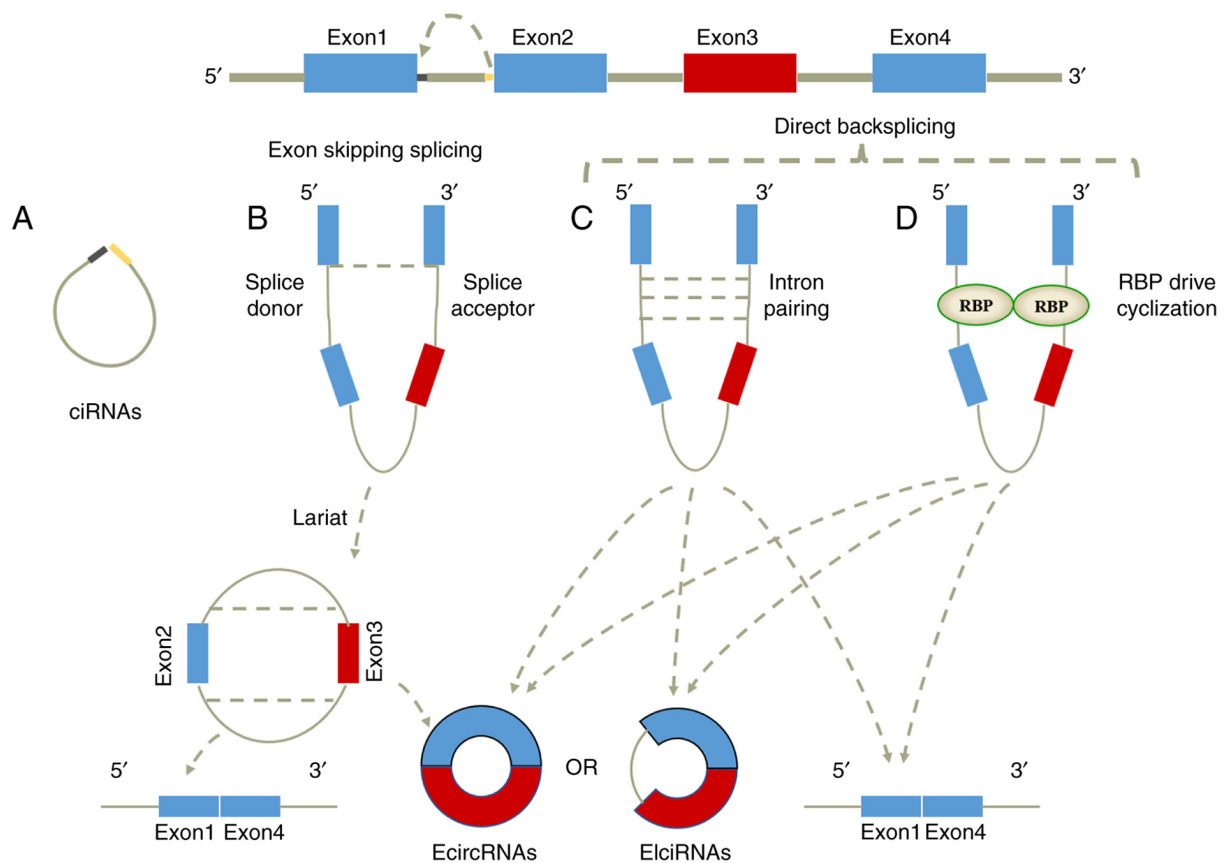 Exon1
Exon2
Exon3
Exon4
5′
3′
Direct backsplicing
Exon skipping splicing
A
B
5′
3′
C
5′
3′
D
5′
3′
Splice
donor
Splice
acceptor
Intron
pairing
RBP
RBP
RBP drive
cyclization
ciRNAs
Lariat
Exon2
Exon3
5′
3′
Exon1 Exon4
OR
EcircRNAs
ElciRNAs
5′
3′
Exon1 Exon4